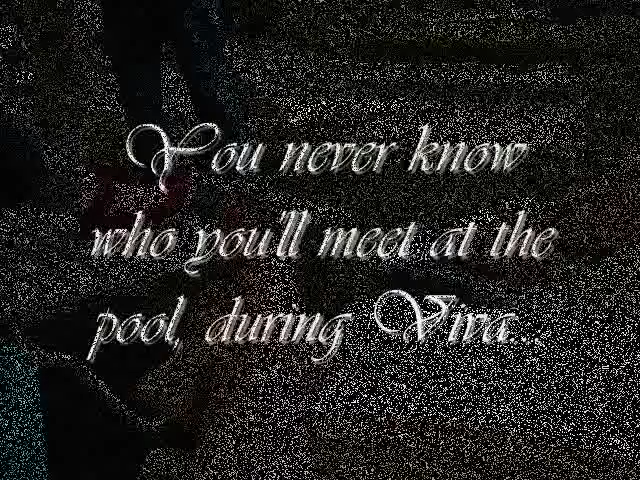 You never know
who you'll meet at the
pool, during Viva...